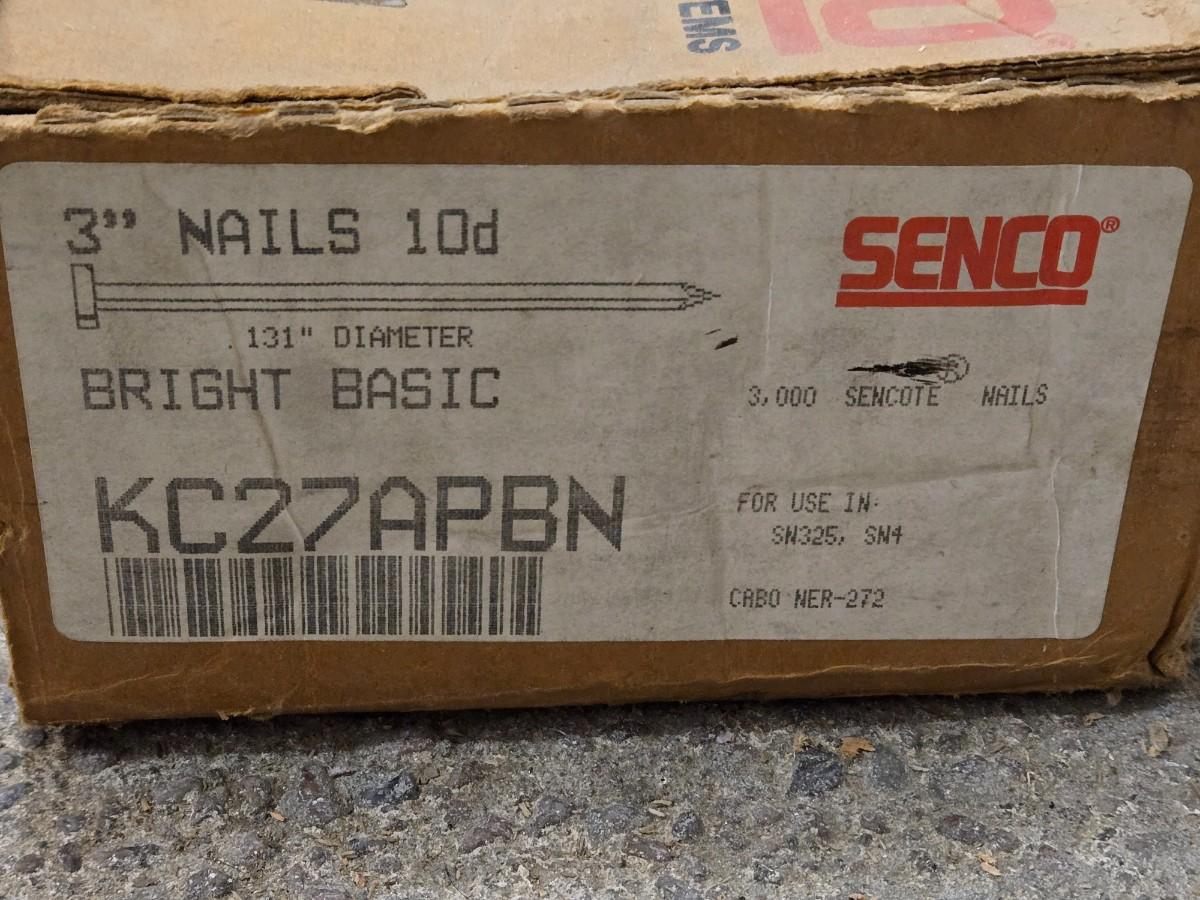 EMS
3” NAILS 10d
SENCO®
.131" DIAMETER
BRIGHT BASIC
3,000 SENCOTE ® NAILS
KC27APBN
FOR USE IN:
SN325, SN4
CABO NER-272